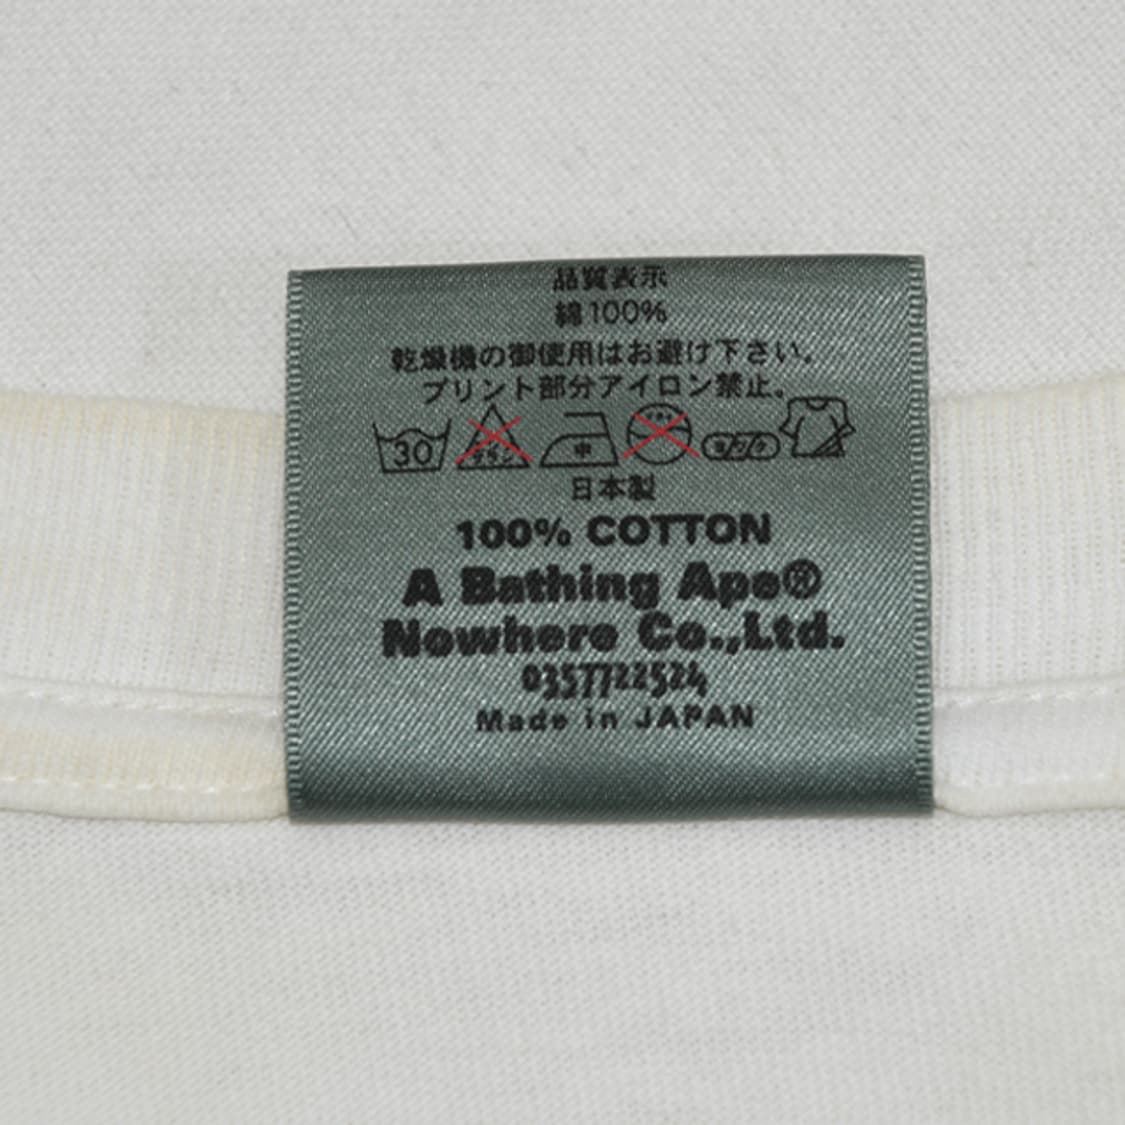 品質表示
綿100%
乾燥機の御使用はお避け下さい。
プリント部分アイロン禁止。
30 中
日本製
100% COTTON
A Bathing Ape®
Nowhere Co.,Ltd.
0357722524
Made in JAPAN